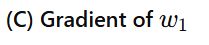 (C) Gradient of w₁